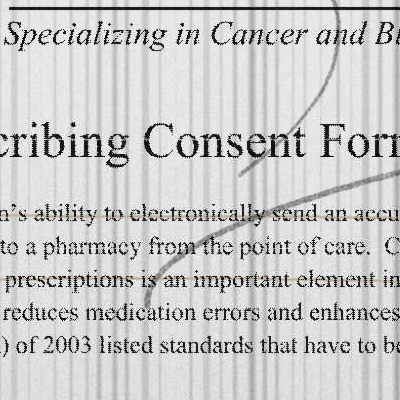 Specializing in Cancer and Bl
cribing Consent Form
n's ability to electronically send an accu
to a pharmacy from the point of care. C
prescriptions is an important element in
reduces medication errors and enhances
) of 2003 listed standards that have to be